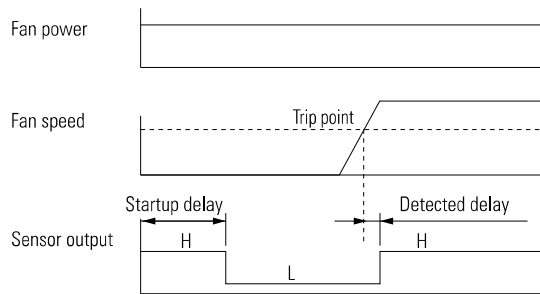 Fan power
Fan speed
Trip point
Startup delay
Detected delay
Sensor output
H
H
L